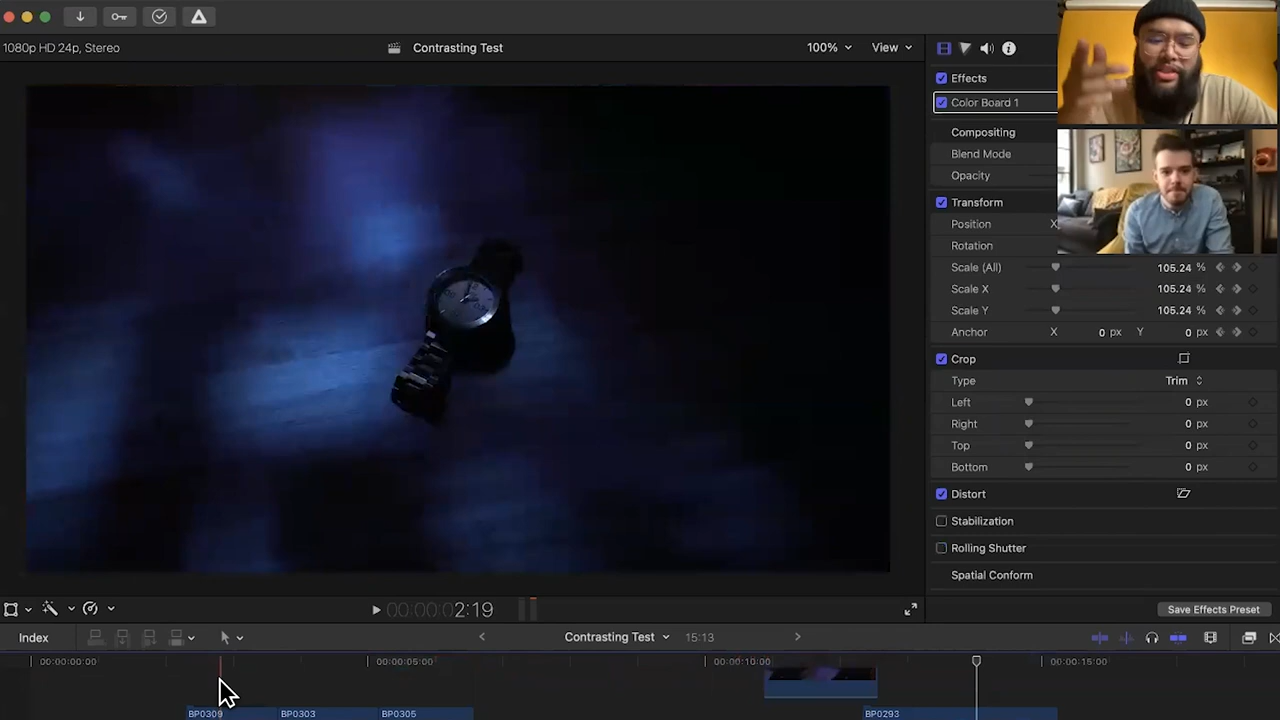 1080p HD 24p, Stereo
Contrasting Test
100%
View
Effects
Color Board 1
Compositing
Blend Mode
Opacity
Transform
Position X
Rotation
Scale (All) 105.24 %
Scale X 105.24 %
Scale Y 105.24 %
Anchor X 0 px Y 0 px
Crop
Type Trim
Left 0 px
Right 0 px
Top 0 px
Bottom 0 px
Distort
Stabilization
Rolling Shutter
Spatial Conform
00:00:02:19
Save Effects Preset
Index
Contrasting Test
15:13
00:00:00:00
00:00:05:00
00:00:10:00
00:00:15:00
BP0309
BP0303
BP0305
BP0293